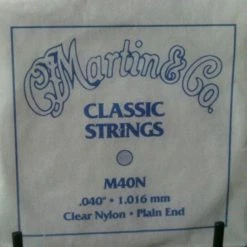 C.F. Martin & Co.
CLASSIC
STRINGS
M40N
.040" • 1.016 mm
Clear Nylon • Plain End